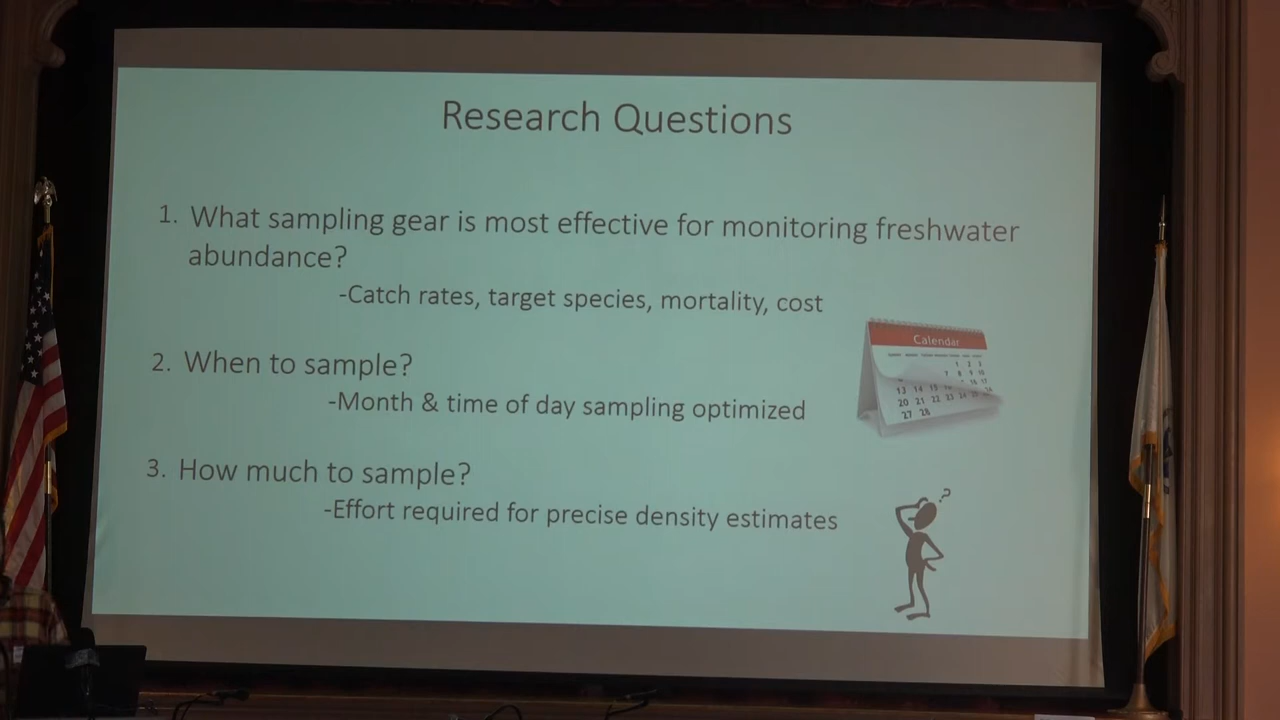 Research Questions
1. What sampling gear is most effective for monitoring freshwater
abundance?
-Catch rates, target species, mortality, cost
Calendar
2. When to sample?
-Month & time of day sampling optimized
3. How much to sample?
-Effort required for precise density estimates
?